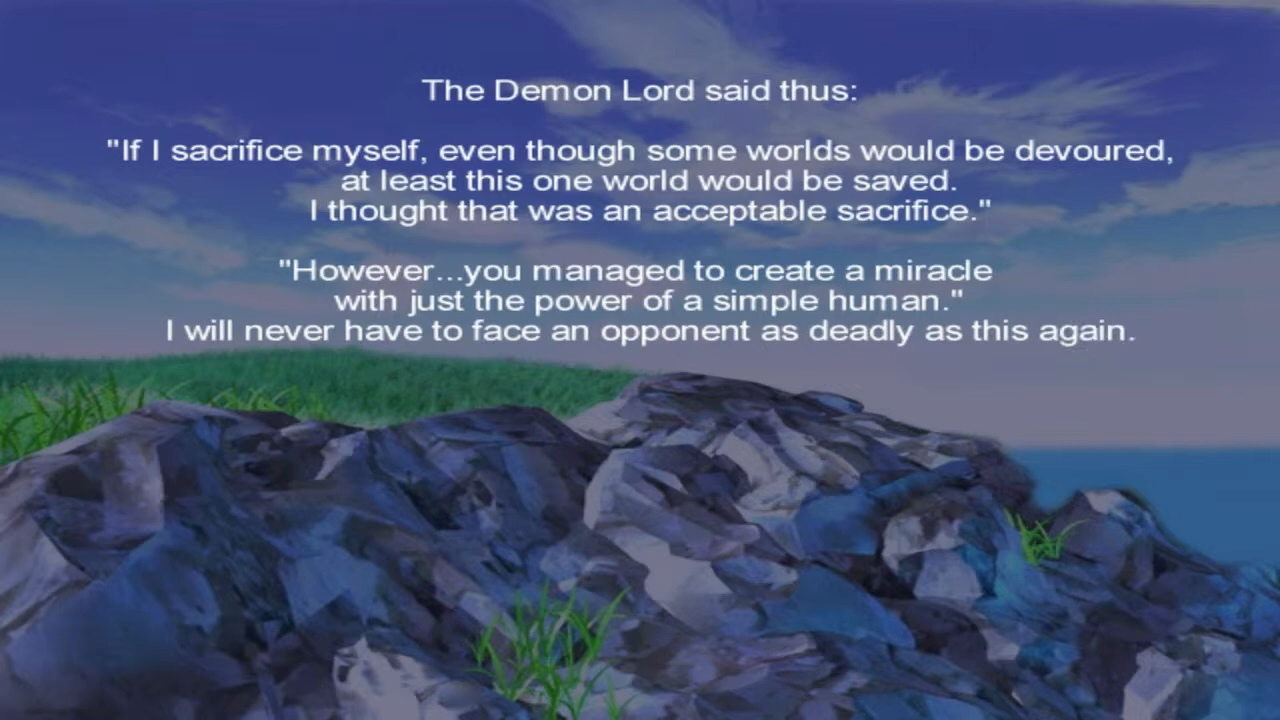 The Demon Lord said thus:
"If I sacrifice myself, even though some worlds would be devoured,
at least this one world would be saved.
I thought that was an acceptable sacrifice."
"However...you managed to create a miracle
with just the power of a simple human."
I will never have to face an opponent as deadly as this again.